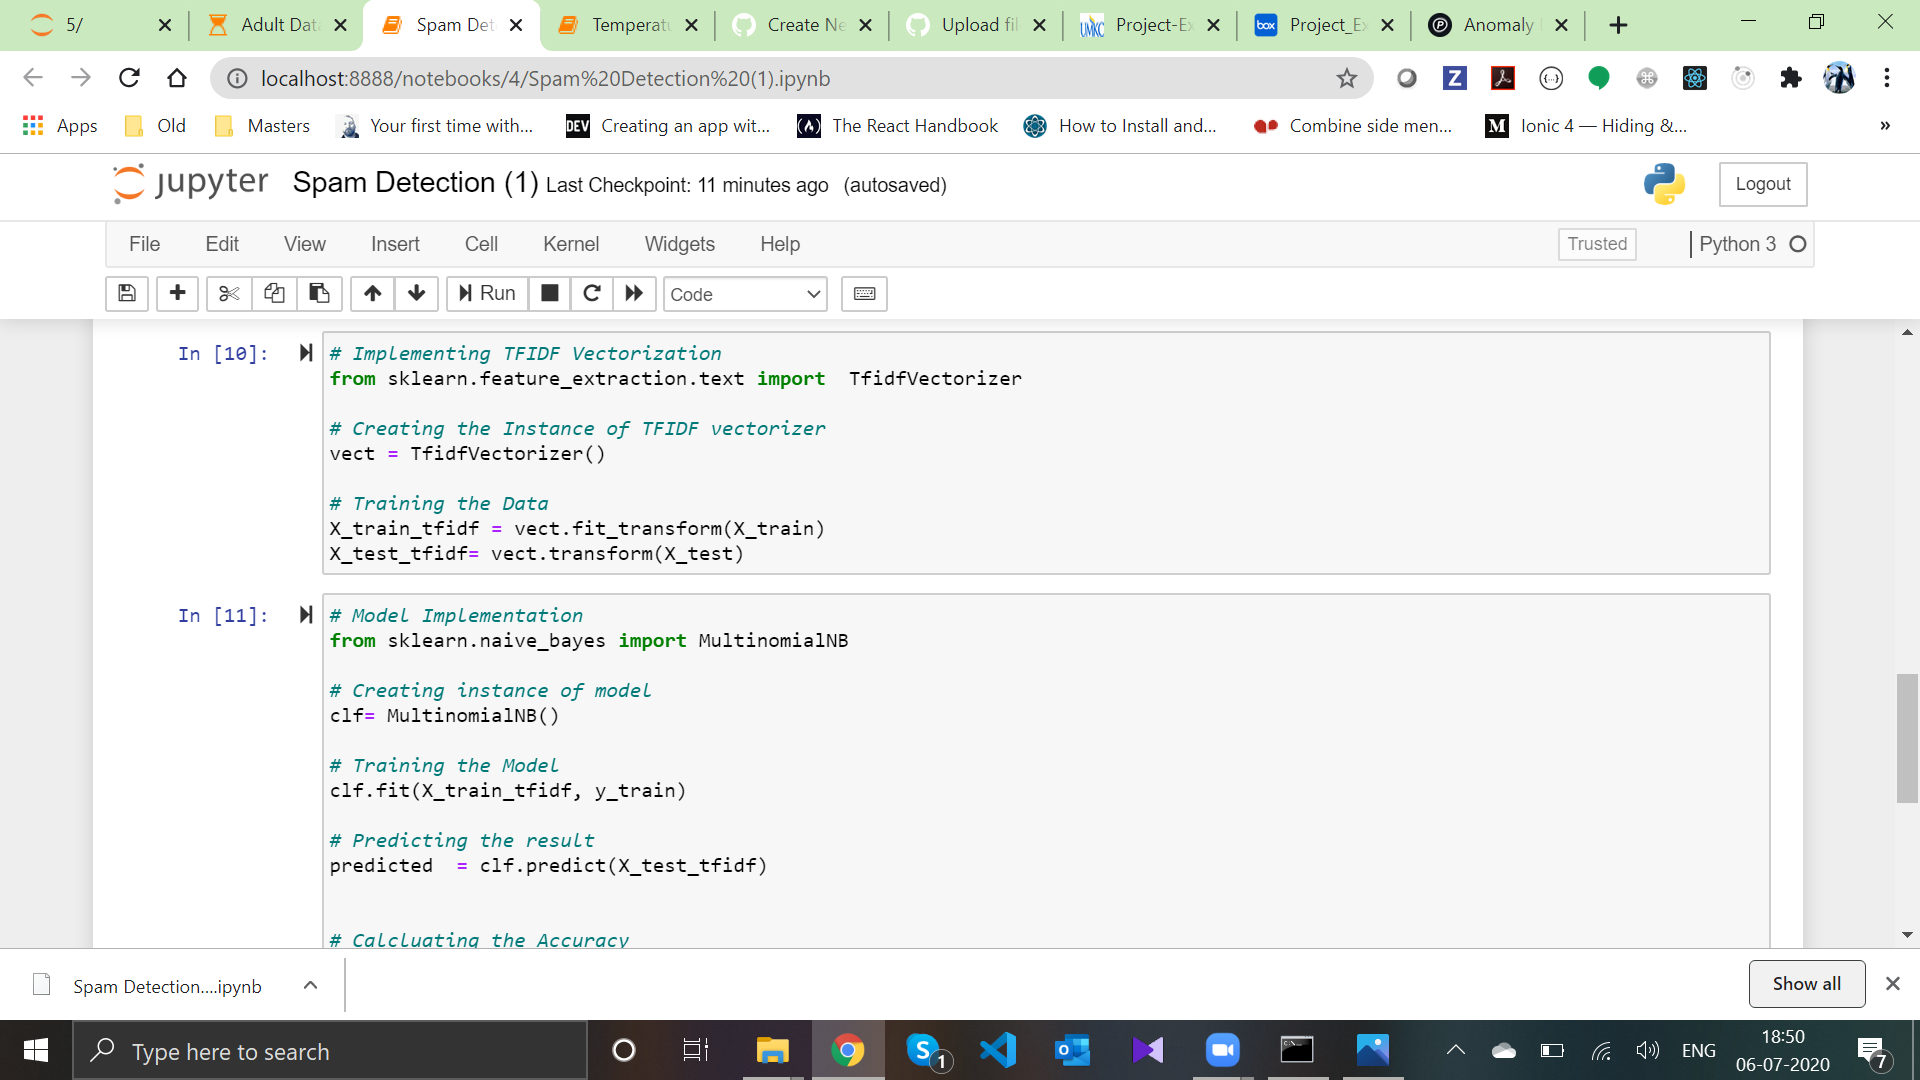 5/
Adult Dat
Spam Det
Temperatu
Create Ne
Upload fil
Project-Ex
Project_Ex
Anomaly
localhost:8888/notebooks/4/Spam%20Detection%20(1).ipynb
Apps
Old
Masters
Your first time with...
Creating an app wit...
The React Handbook
How to Install and...
Combine side men...
Ionic 4 — Hiding &...
»
jupyter Spam Detection (1) Last Checkpoint: 11 minutes ago (autosaved)
Logout
File Edit View Insert Cell Kernel Widgets Help
Trusted
Python 3
Run
Code
In [10]:
# Implementing TFIDF Vectorization
from sklearn.feature_extraction.text import  TfidfVectorizer
# Creating the Instance of TFIDF vectorizer
vect = TfidfVectorizer()
# Training the Data
X_train_tfidf = vect.fit_transform(X_train)
X_test_tfidf= vect.transform(X_test)
In [11]:
# Model Implementation
from sklearn.naive_bayes import MultinomialNB
# Creating instance of model
clf= MultinomialNB()
# Training the Model
clf.fit(X_train_tfidf, y_train)
# Predicting the result
predicted  = clf.predict(X_test_tfidf)
# Calcluating the Accuracy
Spam Detection....ipynb
Show all
Type here to search
1
ENG
18:50
06-07-2020
7